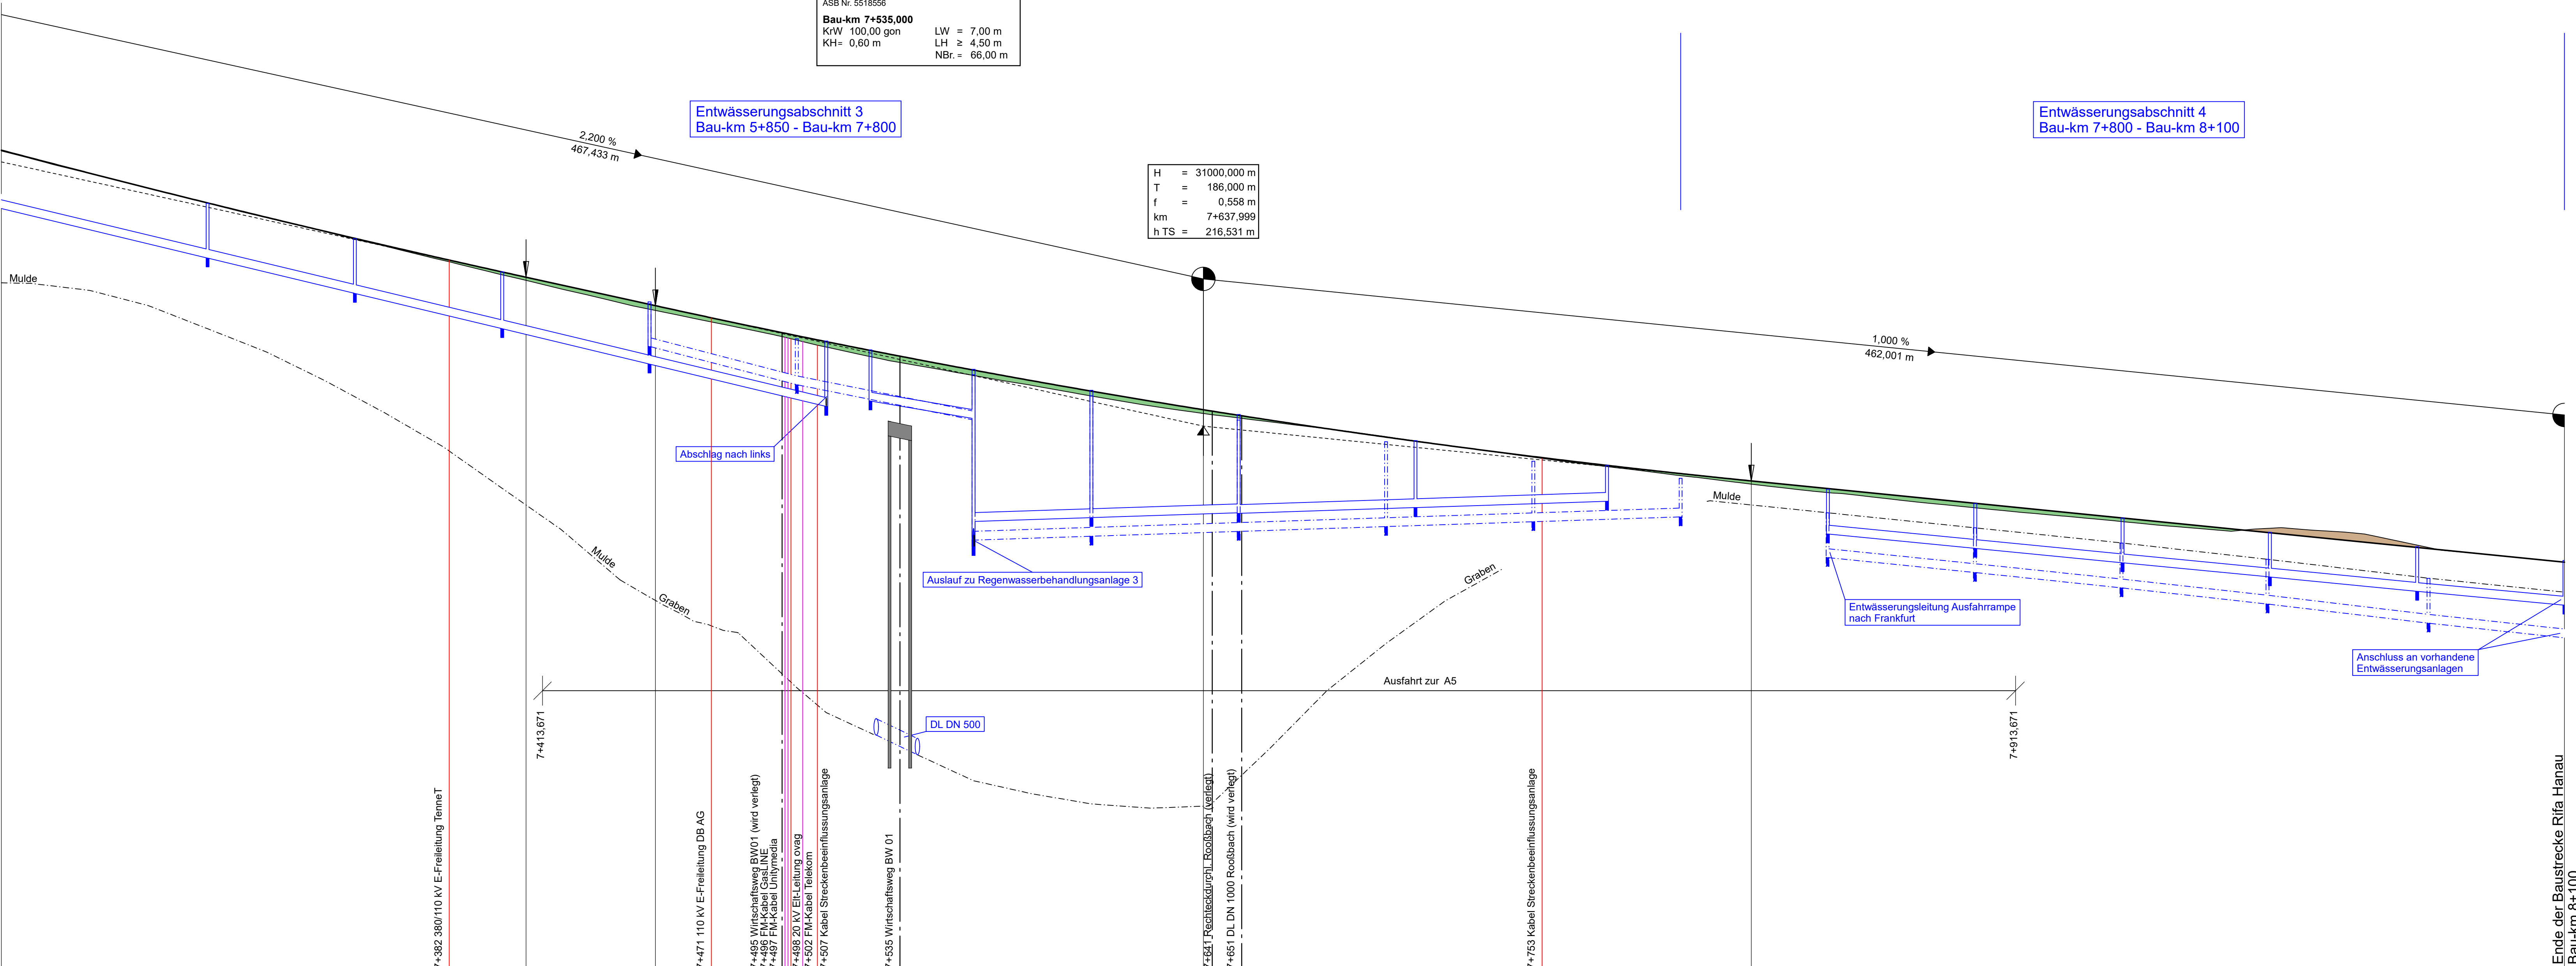 ASB Nr. 5518556
Bau-km 7+535,000
KrW 100,00 gon LW = 7,00 m
KH= 0,60 m LH ≥ 4,50 m
NBr. = 66,00 m
Entwässerungsabschnitt 3
Bau-km 5+850 - Bau-km 7+800
Entwässerungsabschnitt 4
Bau-km 7+800 - Bau-km 8+100
2,200 %
467,433 m
H = 31000,000 m
T = 186,000 m
f = 0,558 m
km 7+637,999
h TS = 216,531 m
1,000 %
462,001 m
Mulde
Abschlag nach links
Mulde
Mulde
Graben
Graben
Auslauf zu Regenwasserbehandlungsanlage 3
Entwässerungsleitung Ausfahrrampe
nach Frankfurt
Anschluss an vorhandene
Entwässerungsanlagen
Ausfahrt zur A5
7+413,671
7+913,671
DL DN 500
7+382 380/110 kV E-Freileitung TenneT
7+471 110 kV E-Freileitung DB AG
7+495 Wirtschaftsweg BW01 (wird verlegt)
7+496 FM-Kabel GasLINE
7+497 FM-Kabel Unitymedia
7+498 20 kV Elt-Leitung ovag
7+502 FM-Kabel Telekom
7+507 Kabel Streckenbeeinflussungsanlage
7+535 Wirtschaftsweg BW 01
7+641 Rechteckdurchl. Rooßbach (verlegt)
7+651 DL DN 1000 Rooßbach (wird verlegt)
7+753 Kabel Streckenbeeinflussungsanlage
Ende der Baustrecke Rifa Hanau
Bau-km 8+100